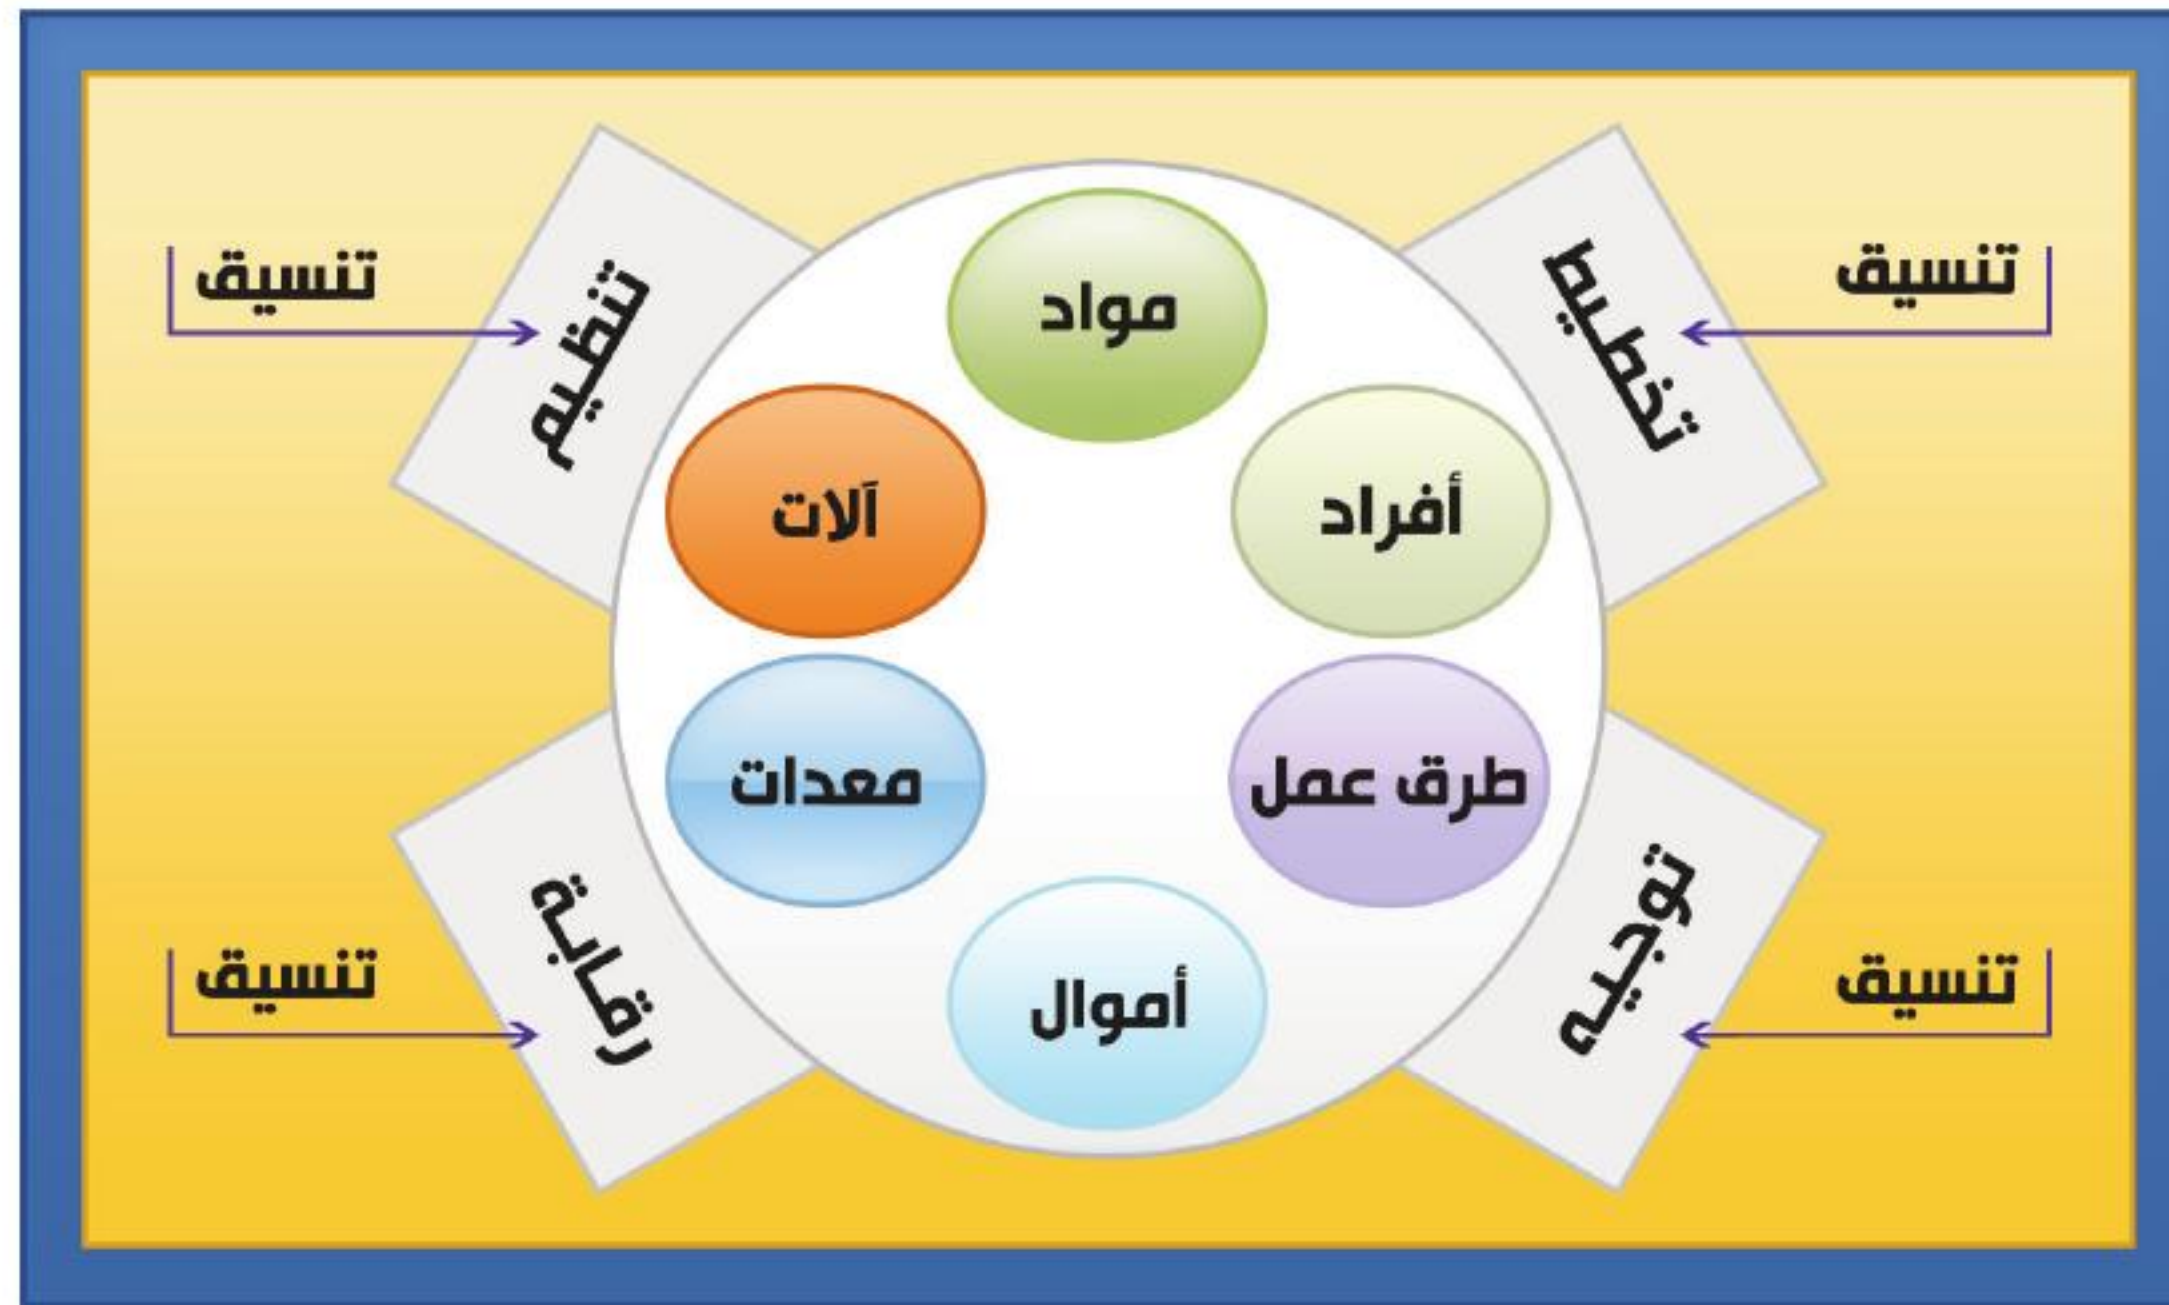 تنسيق
تخطيط
تنظيم
تنسيق
مواد
أفراد
آلات
طرق عمل
معدات
أموال
تنسيق
توجيه
رقابة
تنسيق